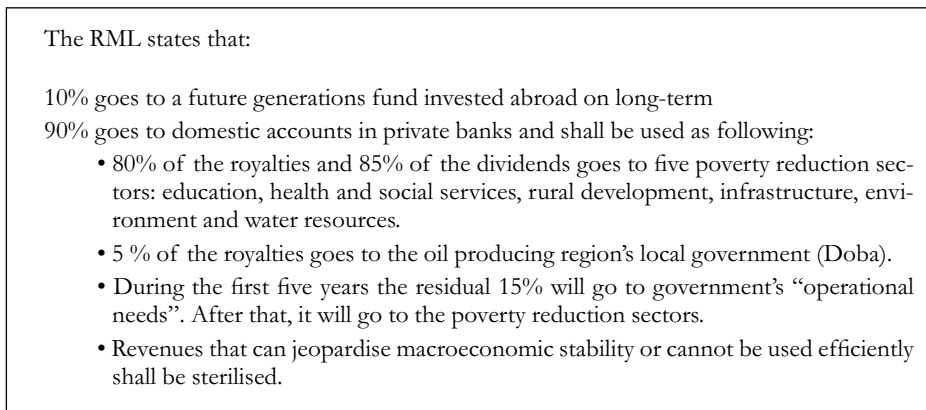 The RML states that:
10% goes to a future generations fund invested abroad on long-term
90% goes to domestic accounts in private banks and shall be used as following:
• 80% of the royalties and 85% of the dividends goes to five poverty reduction sec-
tors: education, health and social services, rural development, infrastructure, envi-
ronment and water resources.
• 5 % of the royalties goes to the oil producing region's local government (Doba).
• During the first five years the residual 15% will go to government's “operational
needs”. After that, it will go to the poverty reduction sectors.
• Revenues that can jeopardise macroeconomic stability or cannot be used efficiently
shall be sterilised.